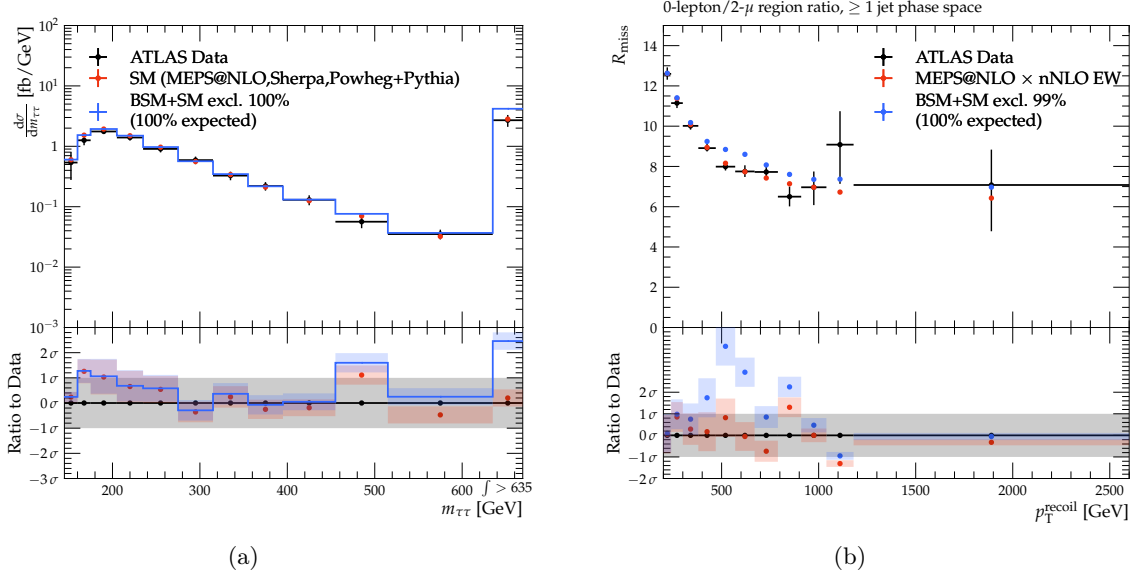 0-lepton/2-μ region ratio, ≥ 1 jet phase space
dσ/dm_ττ [fb/GeV]
10²
10
1
10⁻¹
10⁻²
10⁻³
ATLAS Data
SM (MEPS@NLO,Sherpa,Powheg+Pythia)
BSM+SM excl. 100%
(100% expected)
Ratio to Data
2σ
1σ
0σ
−1σ
−2σ
−3σ
200 300 400 500 600 ∫ > 635
m_ττ [GeV]
(a)
R_miss
14
12
10
8
6
4
2
0
ATLAS Data
MEPS@NLO × nNLO EW
BSM+SM excl. 99%
(100% expected)
Ratio to Data
2σ
1σ
0σ
−1σ
−2σ
500 1000 1500 2000 2500
p_T^recoil [GeV]
(b)